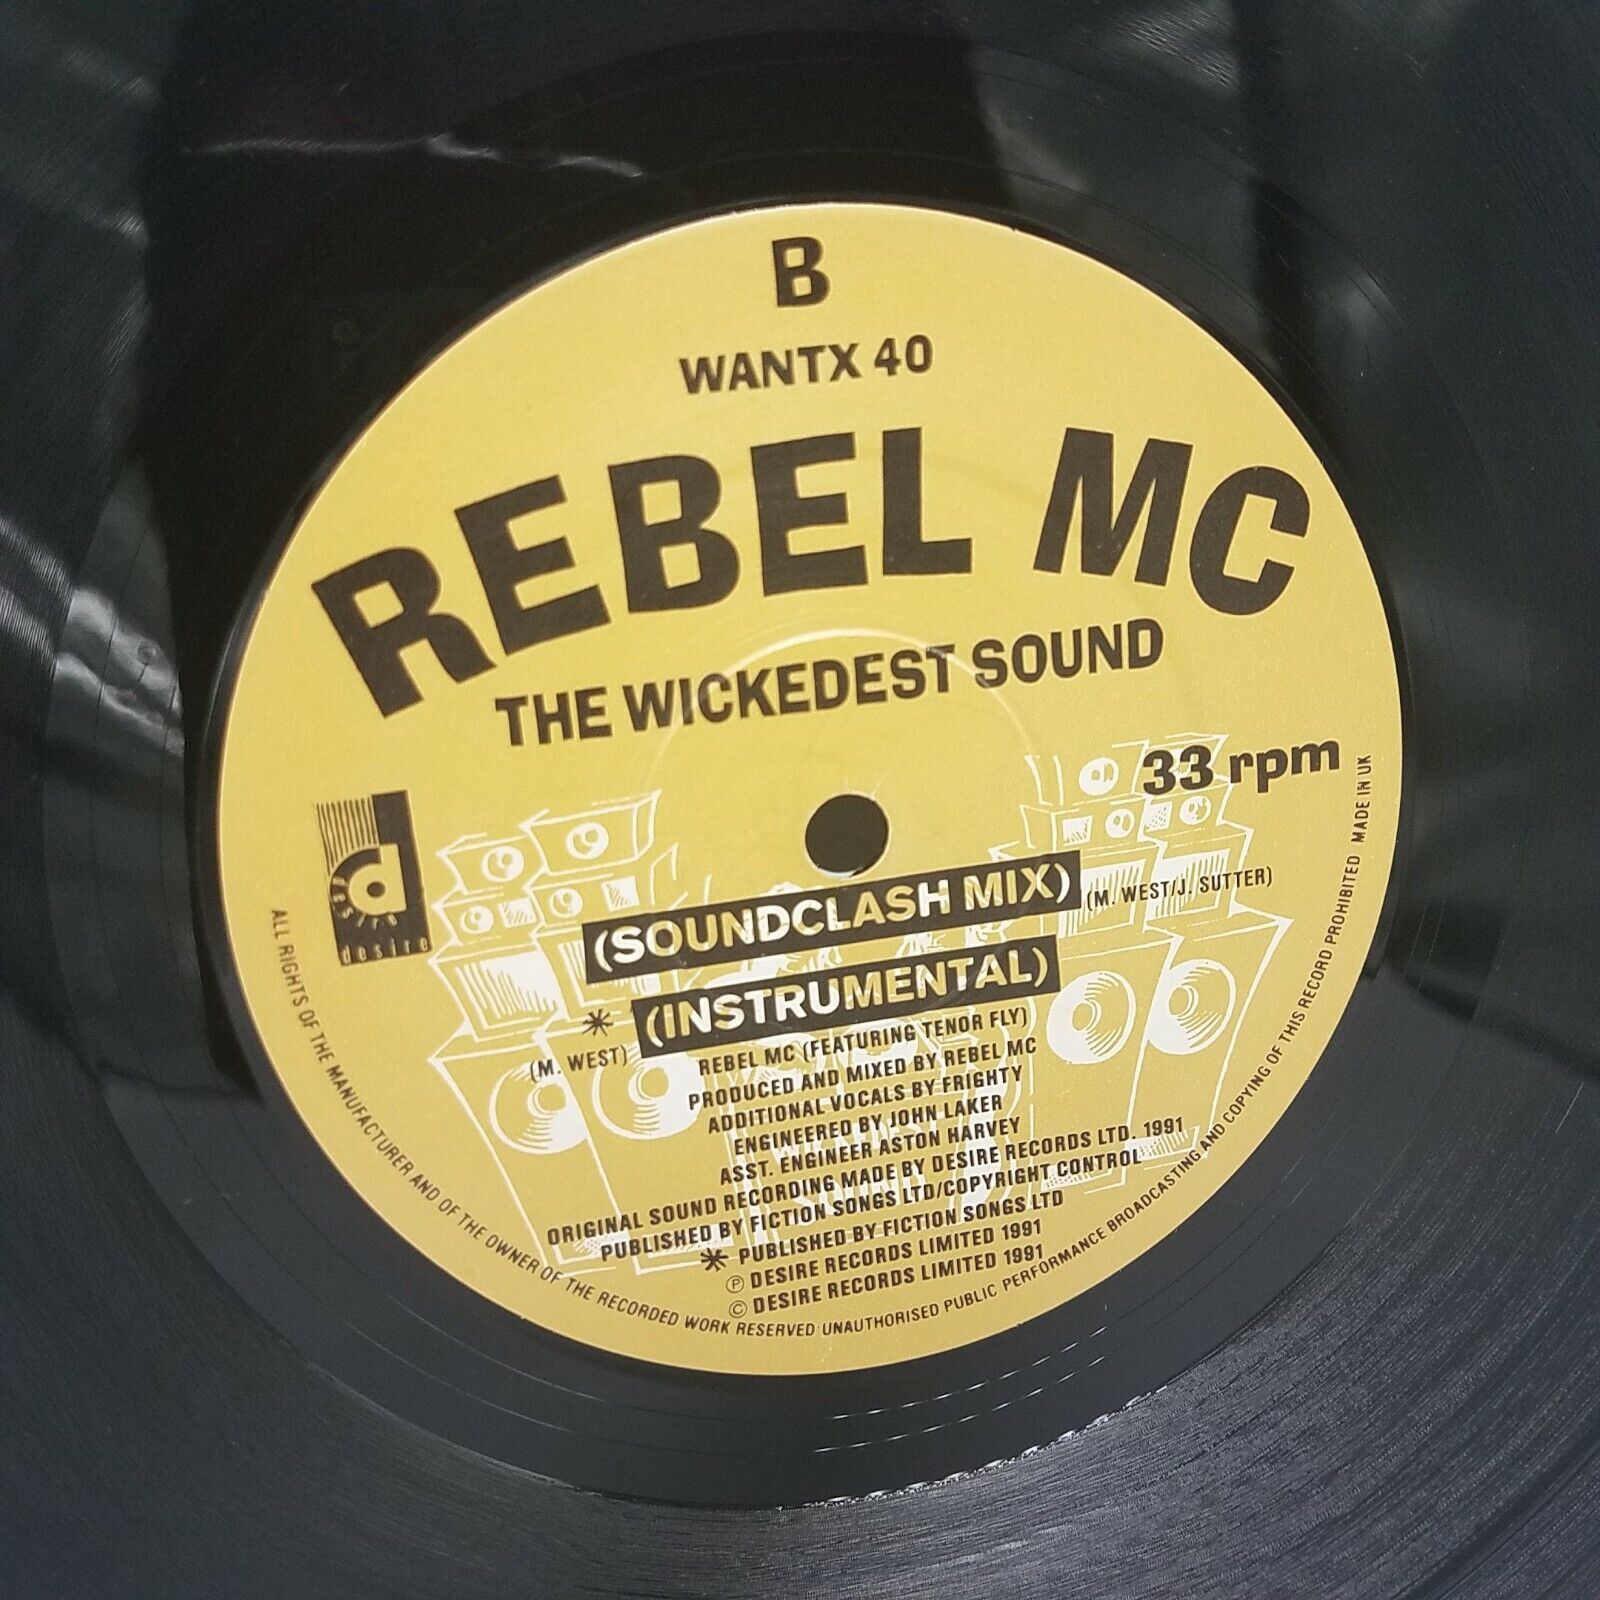 B
WANTX 40
REBEL MC
THE WICKEDEST SOUND
33 rpm
d
desire
desire
(SOUNDCLASH MIX) (M. WEST/J. SUTTER)
* (INSTRUMENTAL)
(M. WEST)
REBEL MC (FEATURING TENOR FLY)
PRODUCED AND MIXED BY REBEL MC
ADDITIONAL VOCALS BY FRIGHTY
ENGINEERED BY JOHN LAKER
ASST. ENGINEER ASTON HARVEY
ORIGINAL SOUND RECORDING MADE BY DESIRE RECORDS LTD. 1991
PUBLISHED BY FICTION SONGS LTD/COPYRIGHT CONTROL
* PUBLISHED BY FICTION SONGS LTD
℗ DESIRE RECORDS LIMITED 1991
© DESIRE RECORDS LIMITED 1991
ALL RIGHTS OF THE MANUFACTURER AND OF THE OWNER OF THE RECORDED WORK RESERVED UNAUTHORISED PUBLIC PERFORMANCE BROADCASTING AND COPYING OF THIS RECORD PROHIBITED MADE IN UK